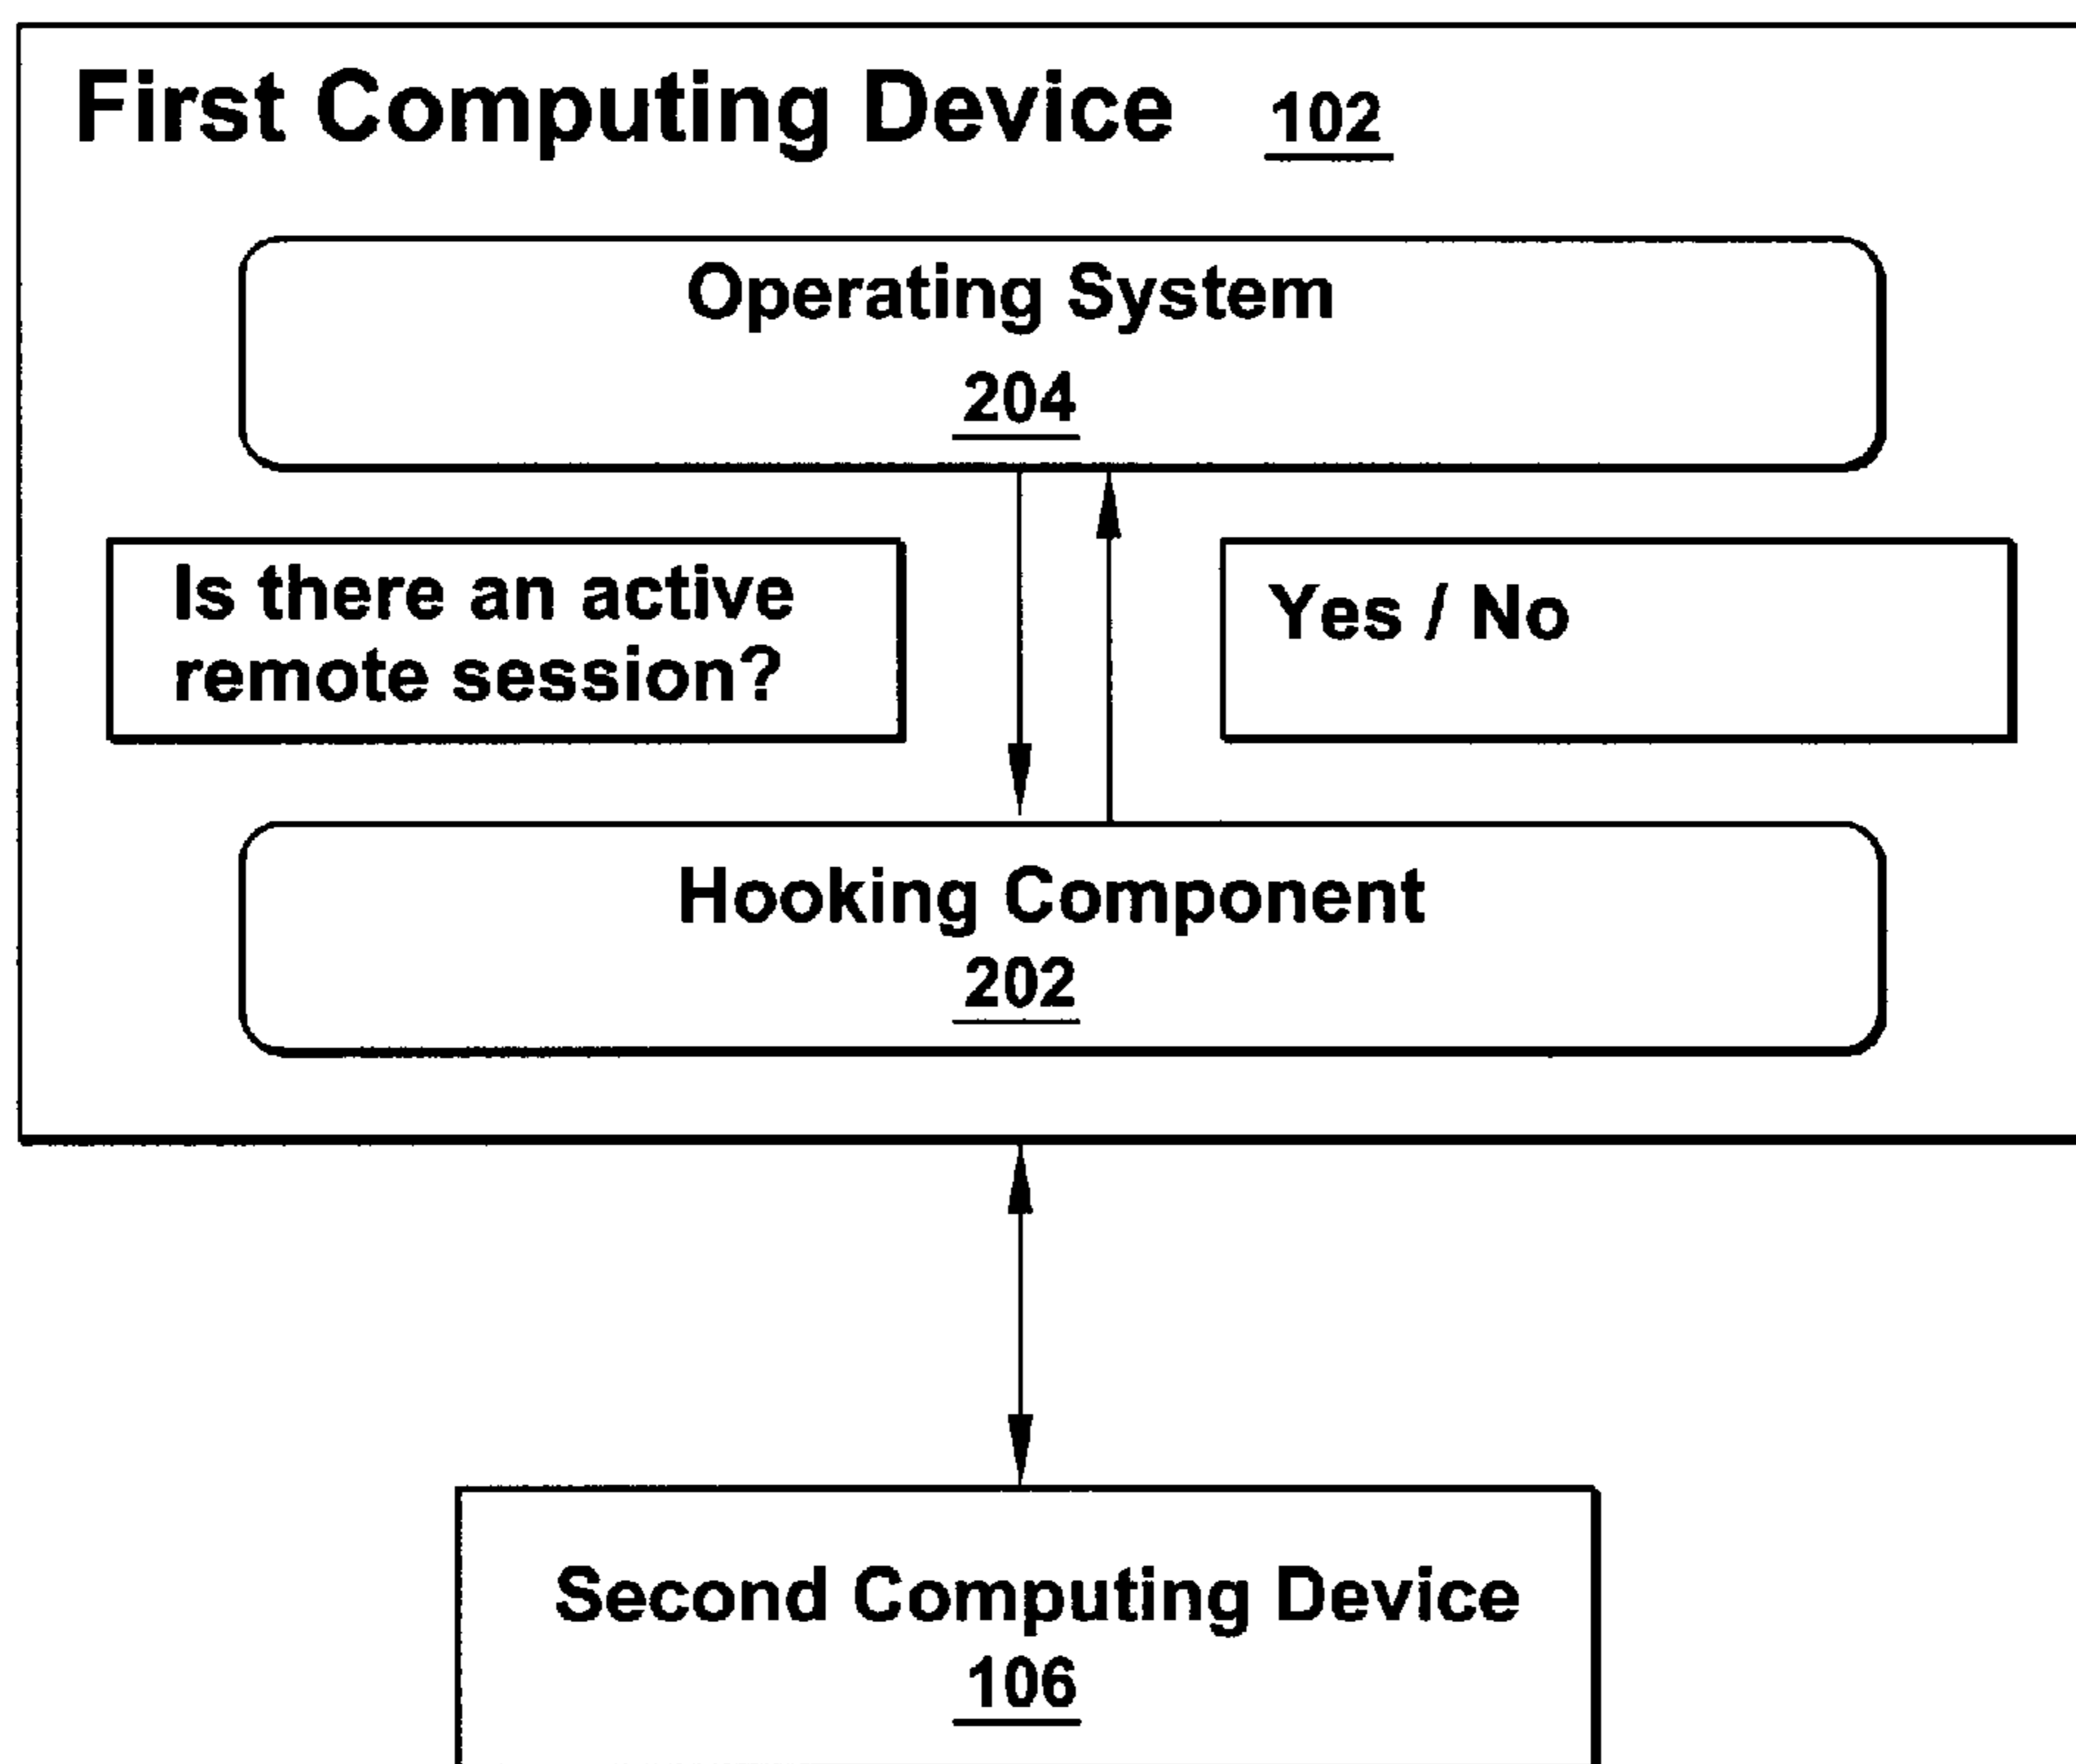 First Computing Device 102
Operating System
204
Is there an active
remote session?
Yes / No
Hooking Component
202
Second Computing Device
106